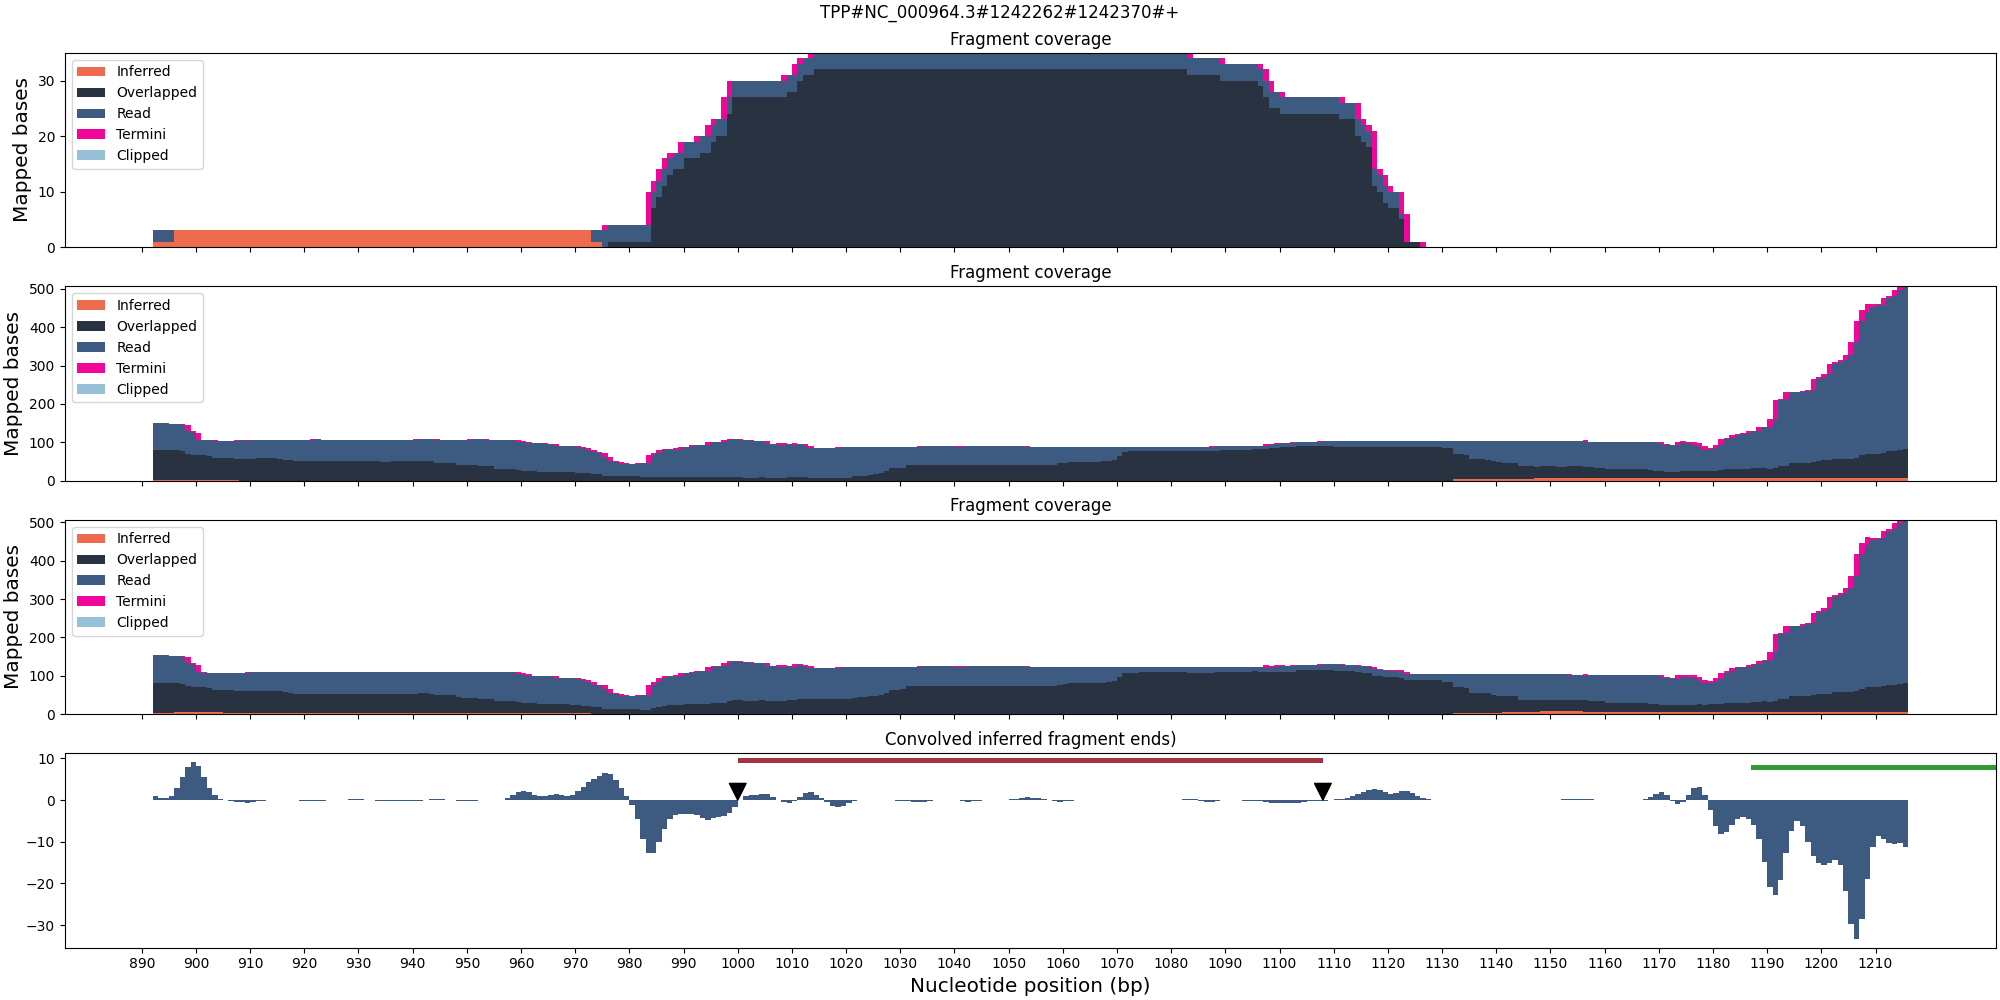 TPP#NC_000964.3#1242262#1242370#+
Fragment coverage
Mapped bases
30
20
10
0
Inferred
Overlapped
Read
Termini
Clipped
Fragment coverage
Mapped bases
500
400
300
200
100
0
Inferred
Overlapped
Read
Termini
Clipped
Fragment coverage
Mapped bases
500
400
300
200
100
0
Inferred
Overlapped
Read
Termini
Clipped
Convolved inferred fragment ends)
10
0
−10
−20
−30
890 900 910 920 930 940 950 960 970 980 990 1000 1010 1020 1030 1040 1050 1060 1070 1080 1090 1100 1110 1120 1130 1140 1150 1160 1170 1180 1190 1200 1210
Nucleotide position (bp)